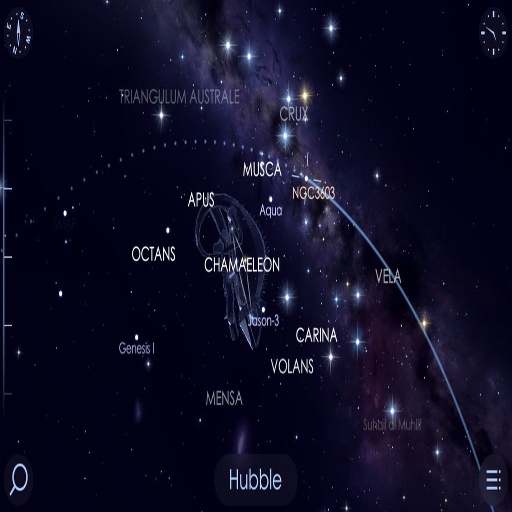 TRIANGULUM AUSTRALE
CRUX
MUSCA
NGC3603
APUS
Aqua
OCTANS
CHAMAELEON
VELA
Jason-3
CARINA
Genesis I
VOLANS
MENSA
Suhail al Muhlif
Hubble